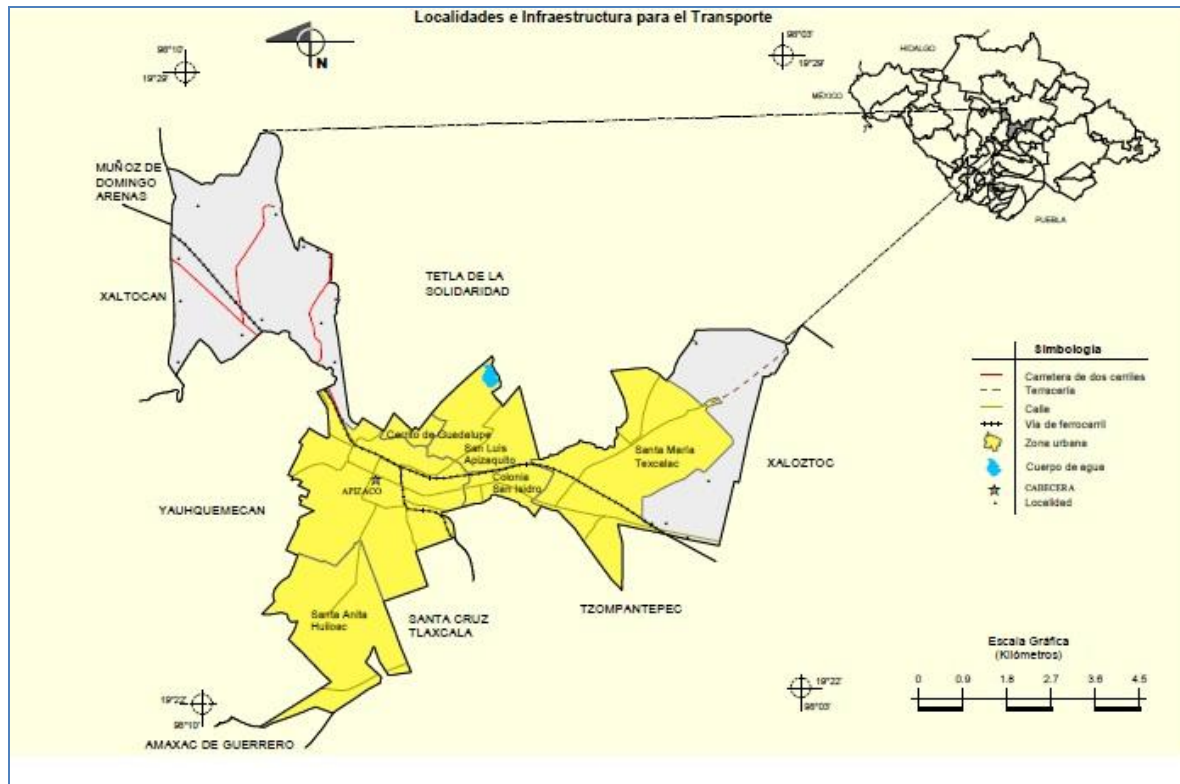 Localidades e Infraestructura para el Transporte
98°10'
19°29'
N
98°03'
19°29'
HIDALGO
MÉXICO
PUEBLA
MUÑOZ DE
DOMINGO
ARENAS
XALTOCAN
TETLA DE LA
SOLIDARIDAD
Simbología
Carretera de dos carriles
Terracería
Calle
Vía de ferrocarril
Zona urbana
Cuerpo de agua
CABECERA
Localidad
Cerrito de Guadalupe
San Luis
Apizaquito
Santa María
Texcalac
XALOZTOC
Colonia
San Isidro
APIZACO
YAUHQUEMECAN
TZOMPANTEPEC
Santa Anita
Huiloac
SANTA CRUZ
TLAXCALA
Escala Gráfica
(Kilómetros)
0 0.9 1.8 2.7 3.6 4.5
19°22'
98°10'
19°22'
98°03'
AMAXAC DE GUERRERO